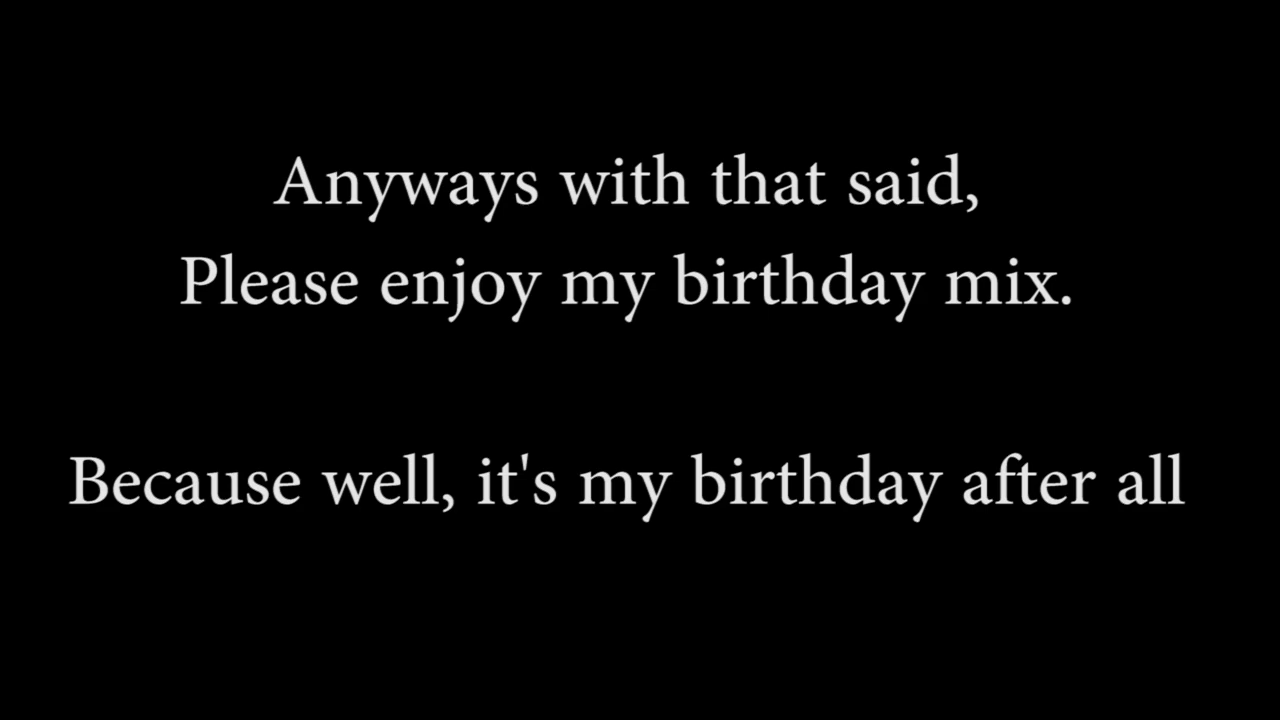 Anyways with that said,
Please enjoy my birthday mix.
Because well, it's my birthday after all